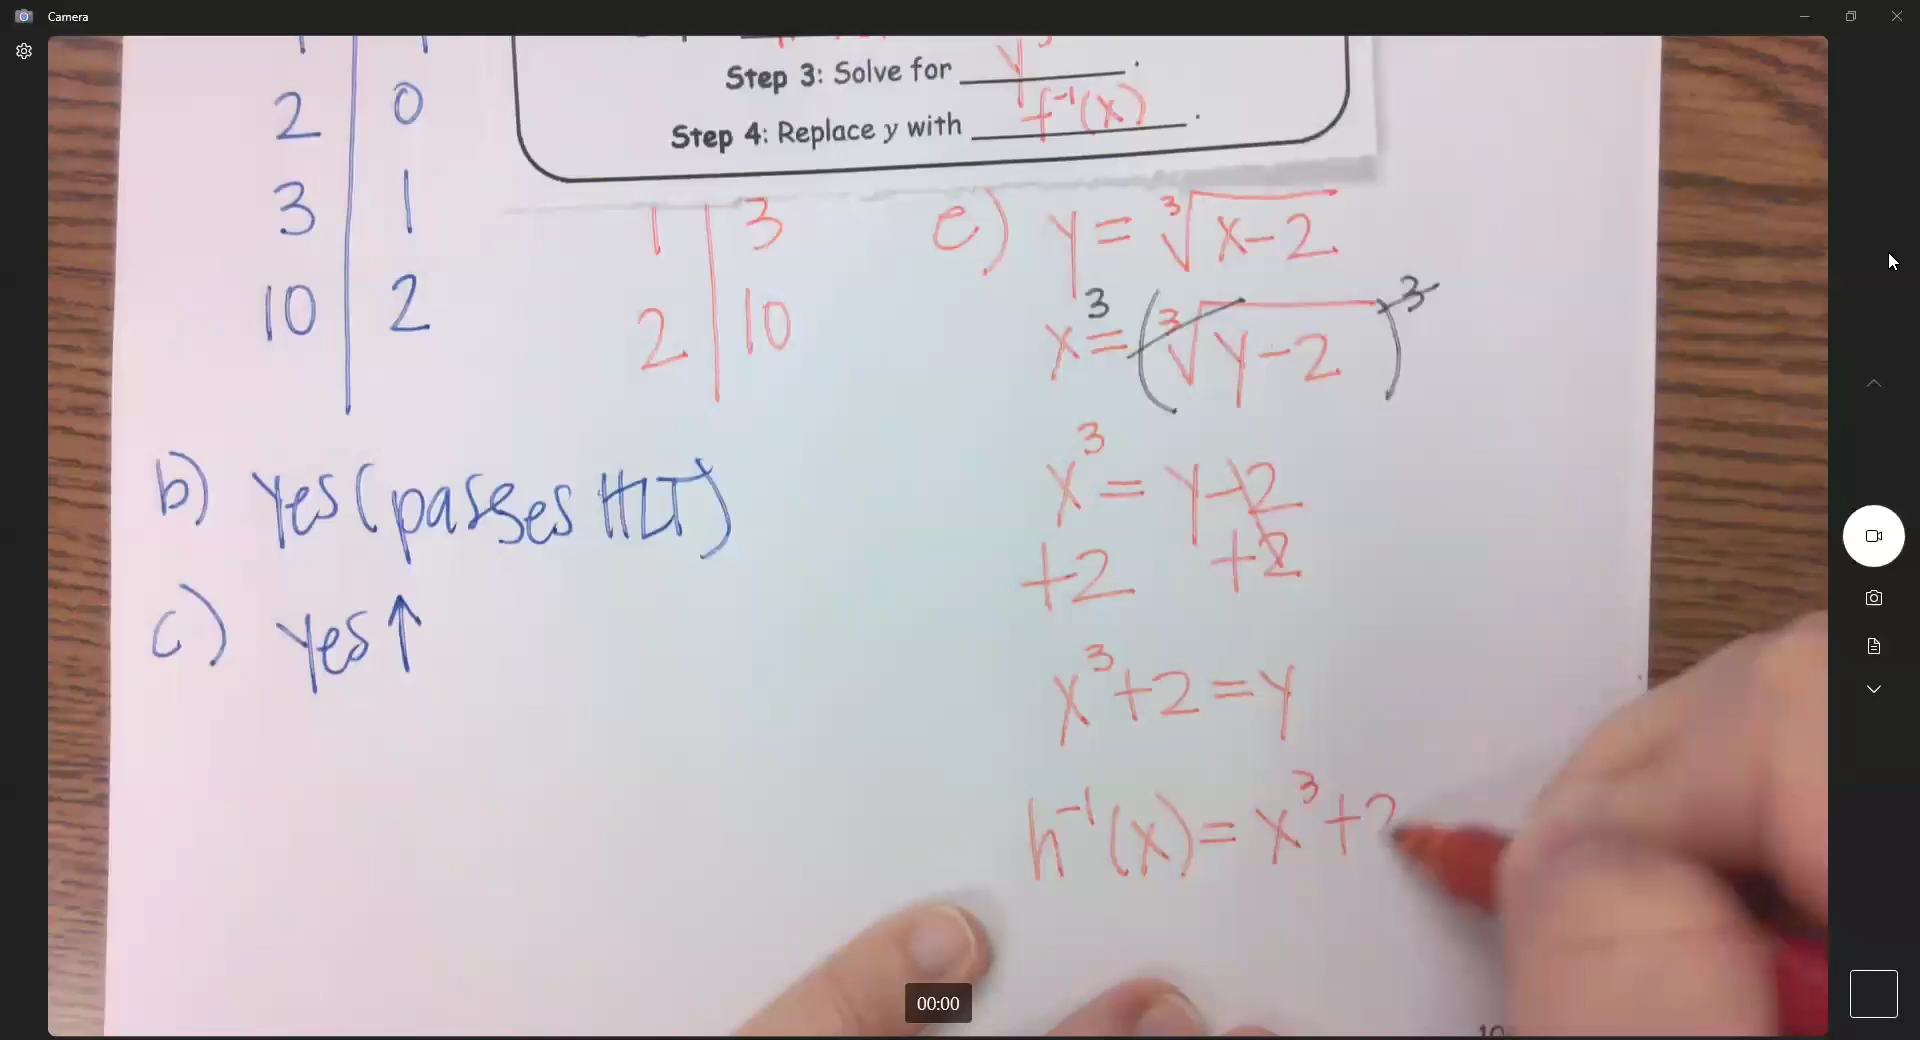 Camera
2 | 0
3 | 1
10 | 2
Step 3: Solve for y.
Step 4: Replace y with f⁻¹(x).
1 | 3
2 | 10
b) yes (passes HLT)
c) yes ↑
e) y = ∛(x-2)
x³ = (∛(y-2))³
x³ = y-2
+2 +2
x³+2 = y
h⁻¹(x) = x³+2
00:00